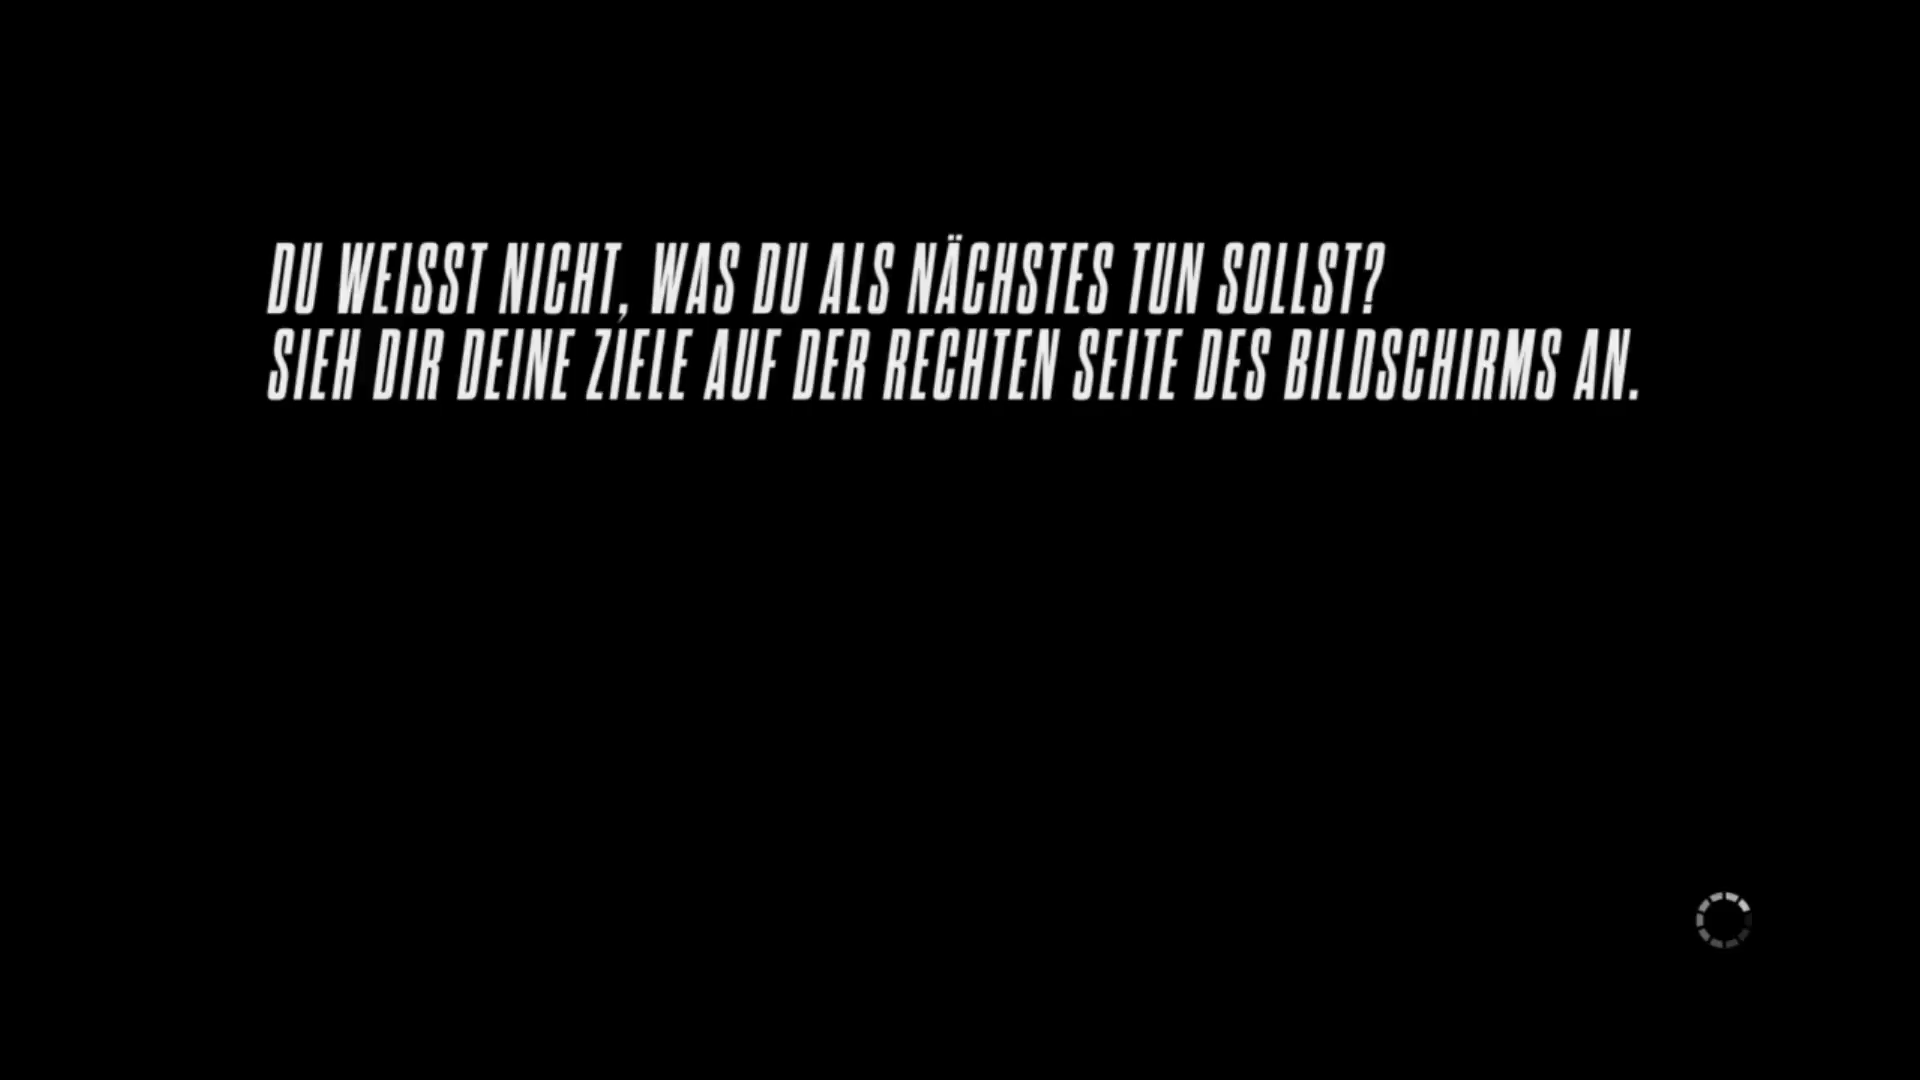 DU WEISST NICHT, WAS DU ALS NÄCHSTES TUN SOLLST?
SIEH DIR DEINE ZIELE AUF DER RECHTEN SEITE DES BILDSCHIRMS AN.